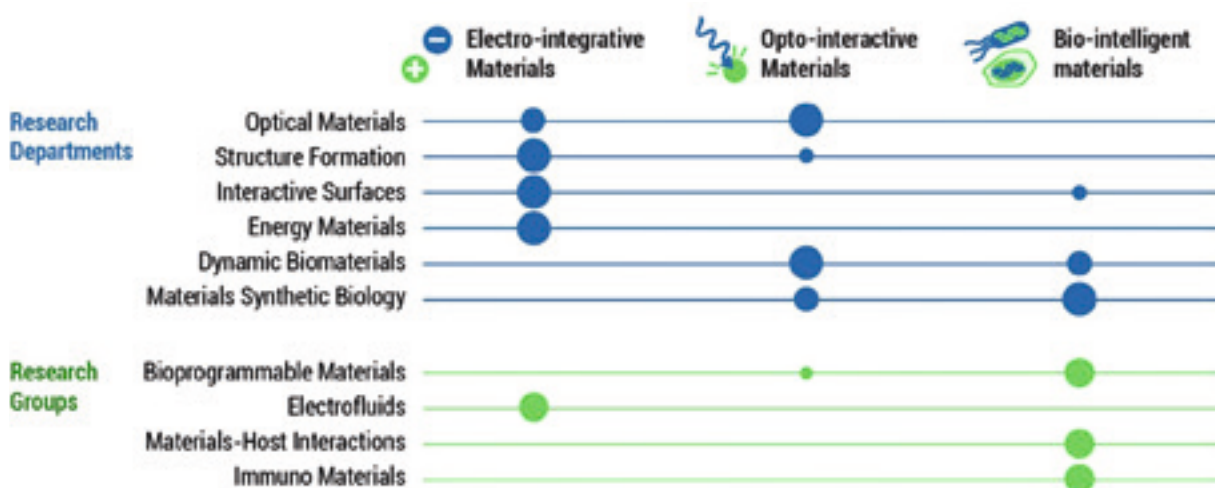 Electro-integrative
Materials
Opto-interactive
Materials
Bio-intelligent
materials
Research
Departments
Optical Materials
Structure Formation
Interactive Surfaces
Energy Materials
Dynamic Biomaterials
Materials Synthetic Biology
Research
Groups
Bioprogrammable Materials
Electrofluids
Materials-Host Interactions
Immuno Materials